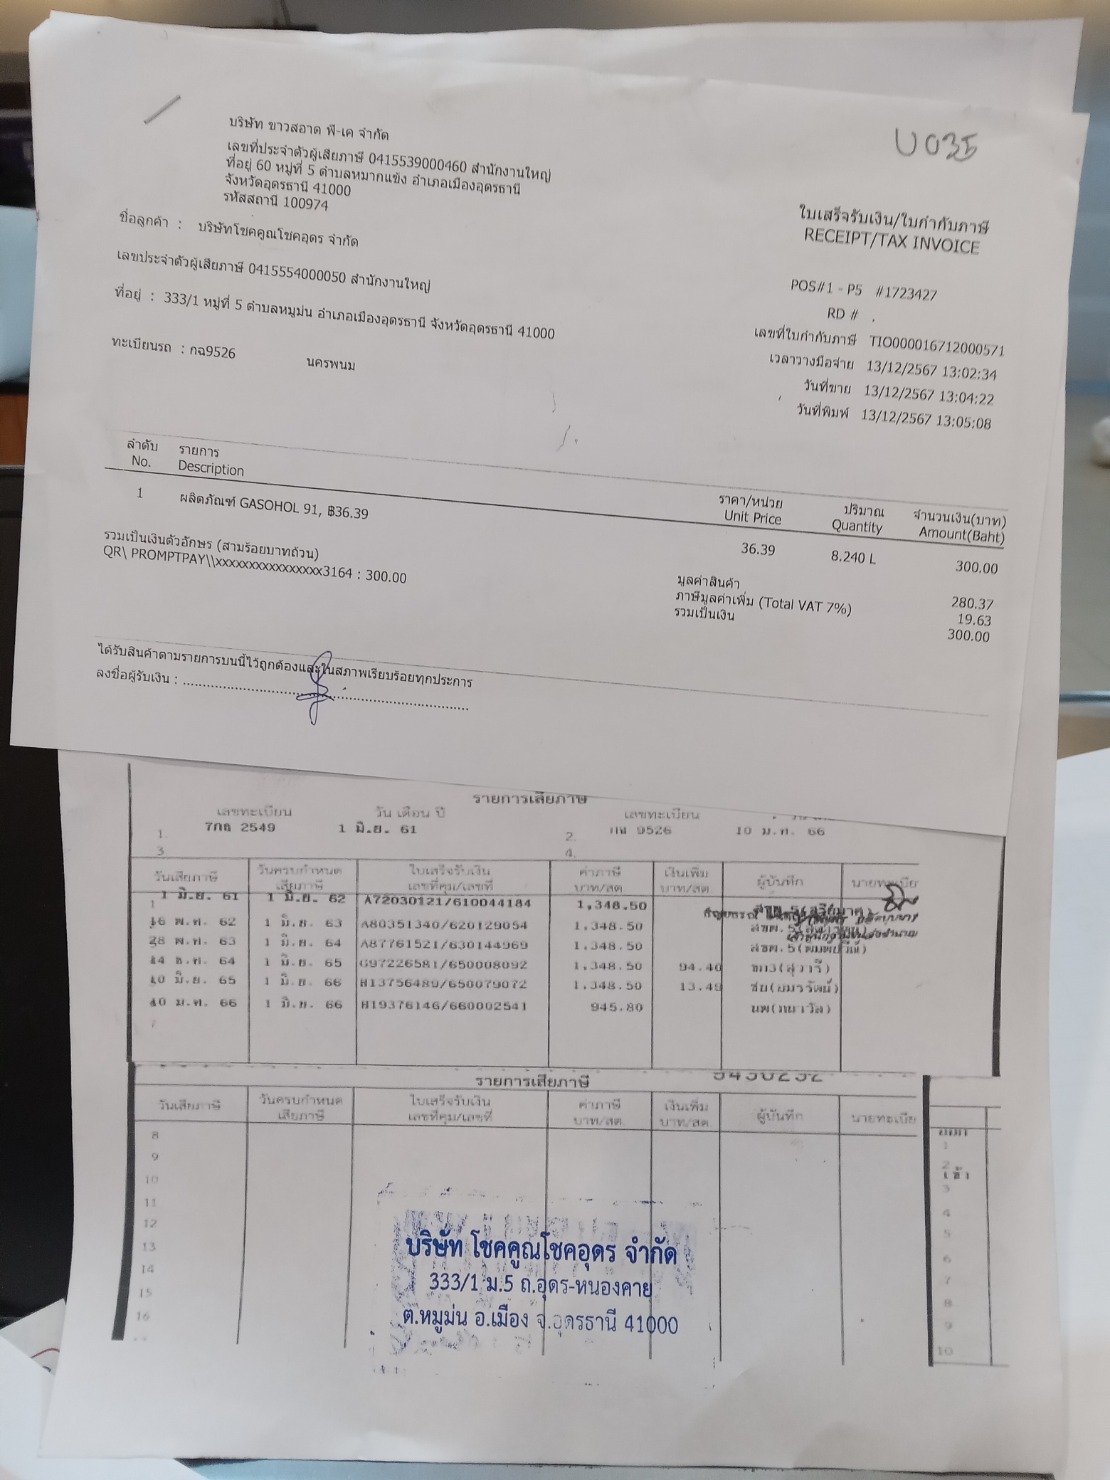 U035
บริษัท ขาวสอาด พี-เค จำกัด
เลขที่ประจำตัวผู้เสียภาษี 0415539000460 สำนักงานใหญ่
ที่อยู่ 60 หมู่ที่ 5 ตำบลหมากแข้ง อำเภอเมืองอุดรธานี
จังหวัดอุดรธานี 41000
รหัสสถานี 100974
ใบเสร็จรับเงิน/ใบกำกับภาษี
RECEIPT/TAX INVOICE
ชื่อลูกค้า : บริษัทโชคคูณโชคอุดร จำกัด
เลขประจำตัวผู้เสียภาษี 0415554000050 สำนักงานใหญ่
ที่อยู่ : 333/1 หมู่ที่ 5 ตำบลหมูม่น อำเภอเมืองอุดรธานี จังหวัดอุดรธานี 41000
ทะเบียนรถ : กฉ9526 นครพนม
POS#1 - P5 #1723427
RD # .
เลขที่ใบกำกับภาษี TIO000016712000571
เวลาวางมือจ่าย 13/12/2567 13:02:34
วันที่ขาย 13/12/2567 13:04:22
วันที่พิมพ์ 13/12/2567 13:05:08
ลำดับ รายการ ราคา/หน่วย ปริมาณ จำนวนเงิน(บาท)
No. Description Unit Price Quantity Amount(Baht)
1 ผลิตภัณฑ์ GASOHOL 91, ฿36.39 36.39 8.240 L 300.00
รวมเป็นเงินตัวอักษร (สามร้อยบาทถ้วน)
QR\ PROMPTPAY\\xxxxxxxxxxxxxxxx3164 : 300.00
มูลค่าสินค้า 280.37
ภาษีมูลค่าเพิ่ม (Total VAT 7%) 19.63
รวมเป็นเงิน 300.00
ได้รับสินค้าตามรายการบนนี้ไว้ถูกต้องและในสภาพเรียบร้อยทุกประการ
ลงชื่อผู้รับเงิน :
รายการเสียภาษี
เลขทะเบียน วัน เดือน ปี เลขทะเบียน
1. 2549 1 มิ.ย. 61 2. 9526 10 ม.ค. 66
3 4.
วันเสียภาษี วันครบกำหนด ใบเสร็จรับเงิน ค่าภาษี เงินเพิ่ม ผู้บันทึก นายทะเบีย
เสียภาษี เลขที่คุม/เลขที่ บาท/สต. บาท/สต.
1 มิ.ย. 61 1 มิ.ย. 62 A72030121/610044184 1,348.50
16 พ.ค. 62 1 มิ.ย. 63 A80351340/620129054 1,348.50
28 พ.ค. 63 1 มิ.ย. 64 A87761521/630144969 1,348.50
14 ธ.ค. 64 1 มิ.ย. 65 G97226581/650008092 1,348.50 94.40
10 มิ.ย. 65 1 มิ.ย. 66 H13756489/650079072 1,348.50 13.49
10 ม.ค. 66 1 มิ.ย. 66 H19376146/660002541 945.80
7
รายการเสียภาษี
วันเสียภาษี วันครบกำหนด ใบเสร็จรับเงิน ค่าภาษี เงินเพิ่ม ผู้บันทึก นายทะเบีย
เสียภาษี เลขที่คุม/เลขที่ บาท/สต. บาท/สต.
8
9
10
11
12
13
14
15
16
บริษัท โชคคูณโชคอุดร จำกัด
333/1 ม.5 ถ.อุดร-หนองคาย
ต.หมูม่น อ.เมือง จ.อุดรธานี 41000
1
2
3
4
5
6
7
8
9
10